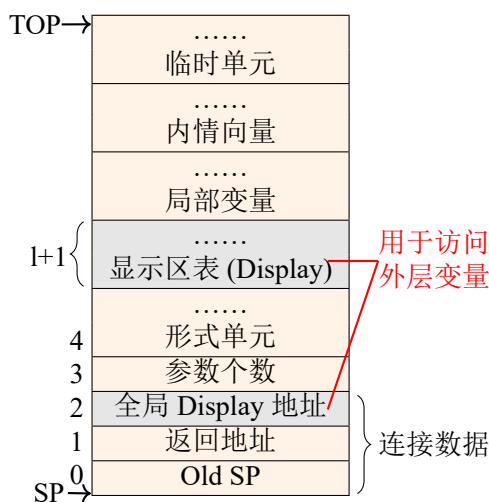 TOP
……
临时单元
……
内情向量
……
局部变量
l+1
……
显示区表 (Display)
用于访问
外层变量
……
4
形式单元
3
参数个数
2
全局 Display 地址
1
返回地址
连接数据
0
Old SP
SP